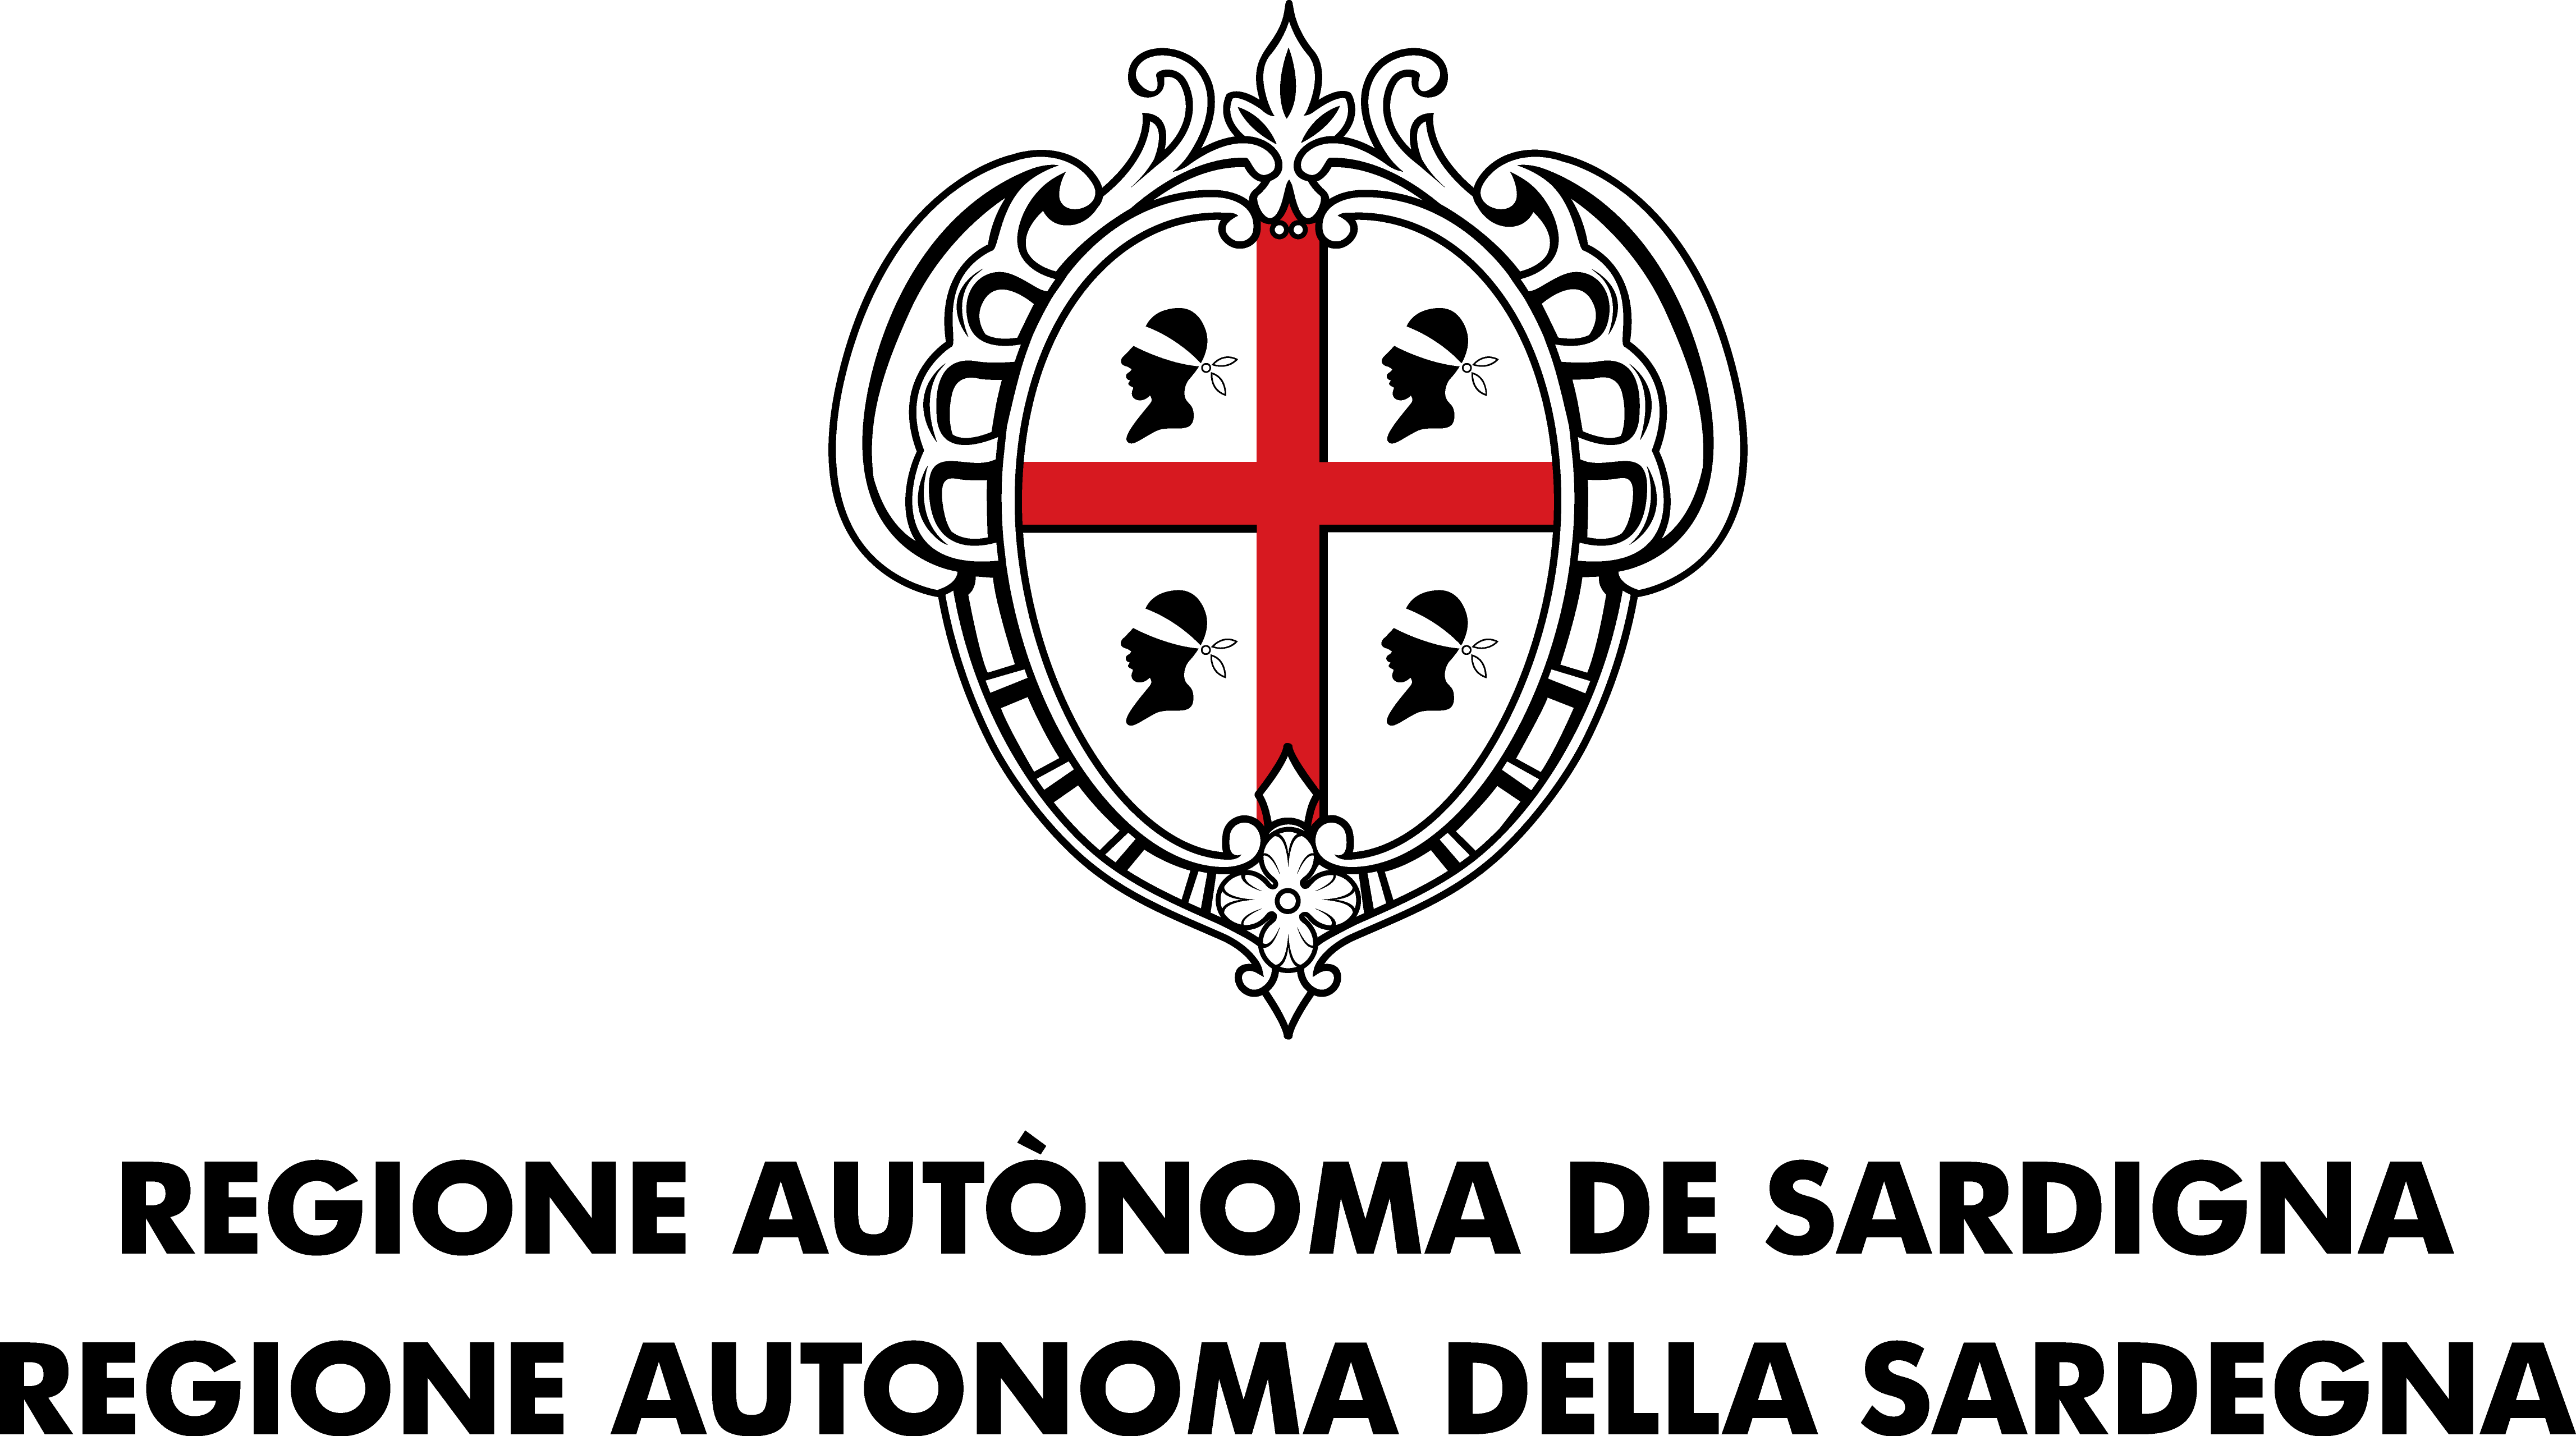 REGIONE AUTÒNOMA DE SARDIGNA
REGIONE AUTONOMA DELLA SARDEGNA